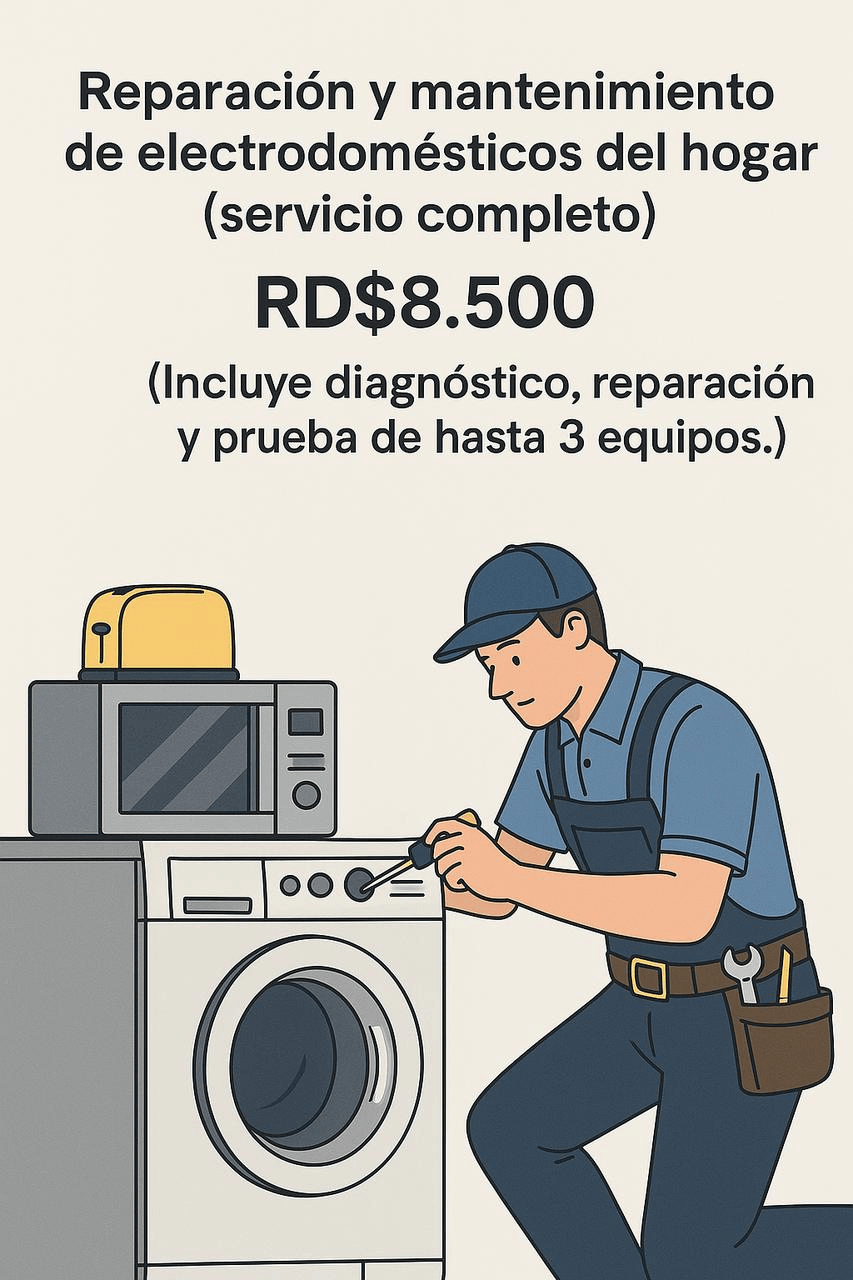 Reparación y mantenimiento
de electrodomésticos del hogar
(servicio completo)
RD$8.500
(Incluye diagnóstico, reparación
y prueba de hasta 3 equipos.)